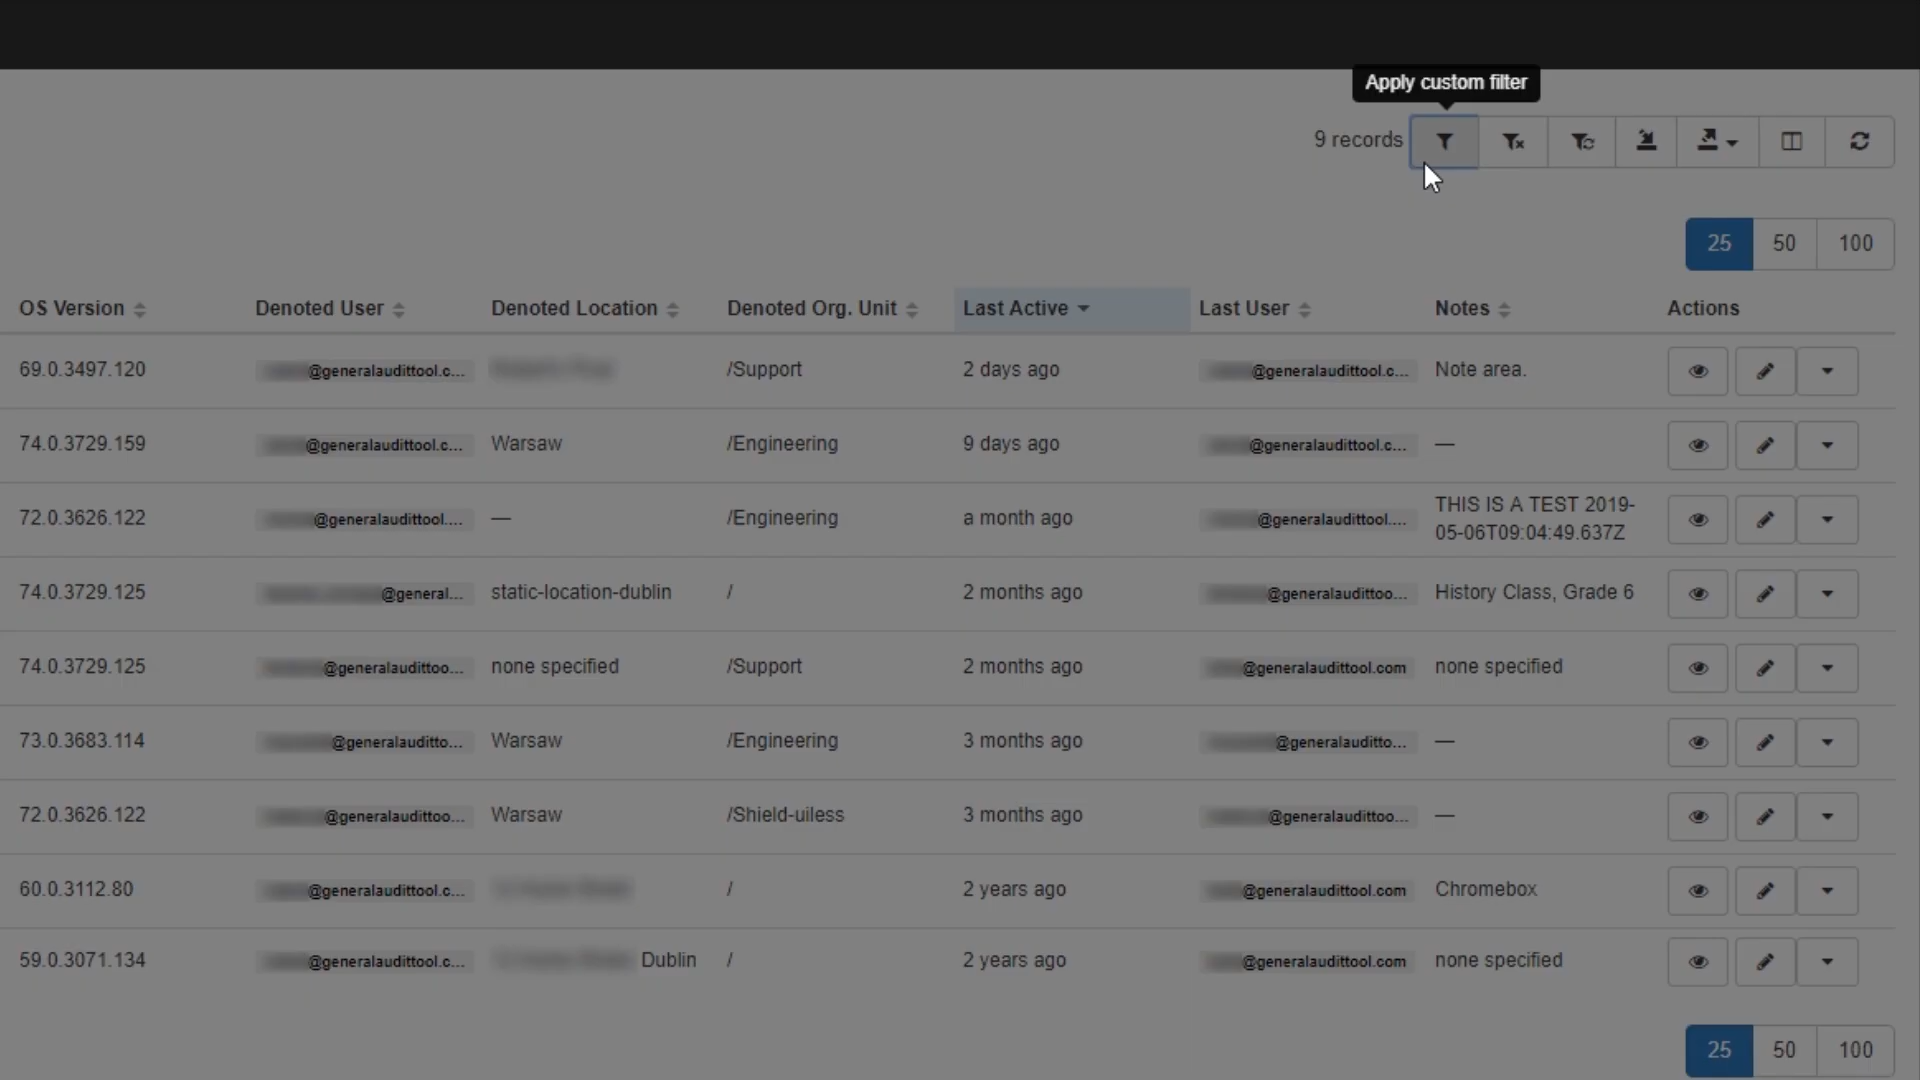 Apply custom filter
9 records
25 50 100
OS Version Denoted User Denoted Location Denoted Org. Unit Last Active Last User Notes Actions
69.0.3497.120 @generalaudittool.c... /Support 2 days ago @generalaudittool.c... Note area.
74.0.3729.159 @generalaudittool.c... Warsaw /Engineering 9 days ago @generalaudittool.c... —
72.0.3626.122 @generalaudittool.... — /Engineering a month ago @generalaudittool.... THIS IS A TEST 2019-
05-06T09:04:49.637Z
74.0.3729.125 @general... static-location-dublin / 2 months ago @generalaudittoo... History Class, Grade 6
74.0.3729.125 @generalaudittoo... none specified /Support 2 months ago @generalaudittool.com none specified
73.0.3683.114 @generalauditto... Warsaw /Engineering 3 months ago @generalauditto... —
72.0.3626.122 @generalaudittoo... Warsaw /Shield-uiless 3 months ago @generalaudittoo... —
60.0.3112.80 @generalaudittool.c... / 2 years ago @generalaudittool.com Chromebox
59.0.3071.134 @generalaudittool.c... Dublin / 2 years ago @generalaudittool.com none specified
25 50 100